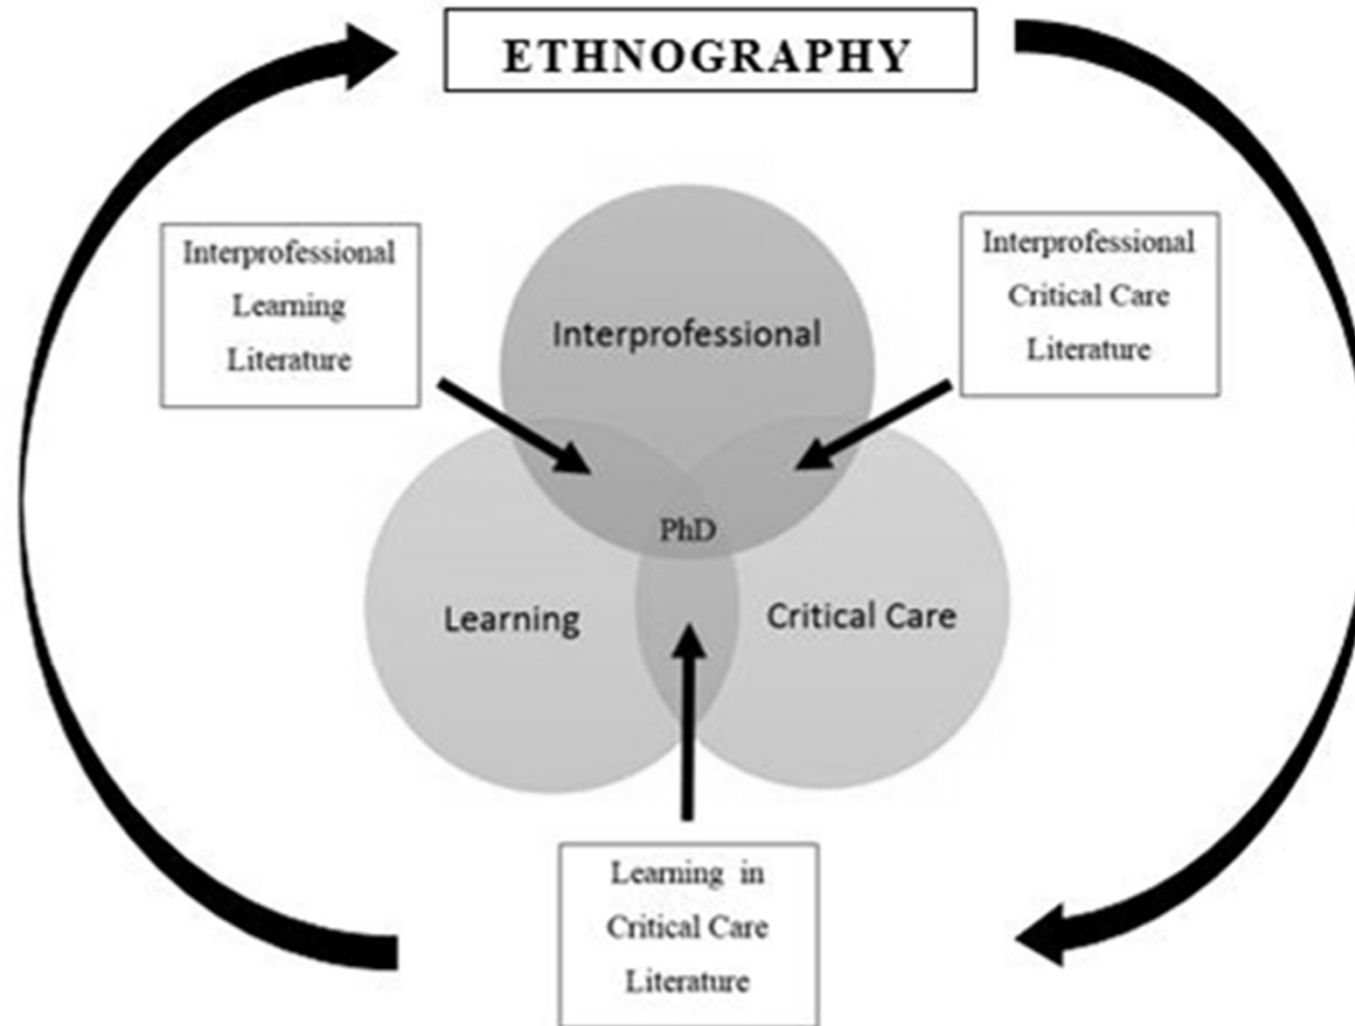 ETHNOGRAPHY
Interprofessional
Learning
Literature
Interprofessional
Critical Care
Literature
Interprofessional
PhD
Learning
Critical Care
Learning in
Critical Care
Literature